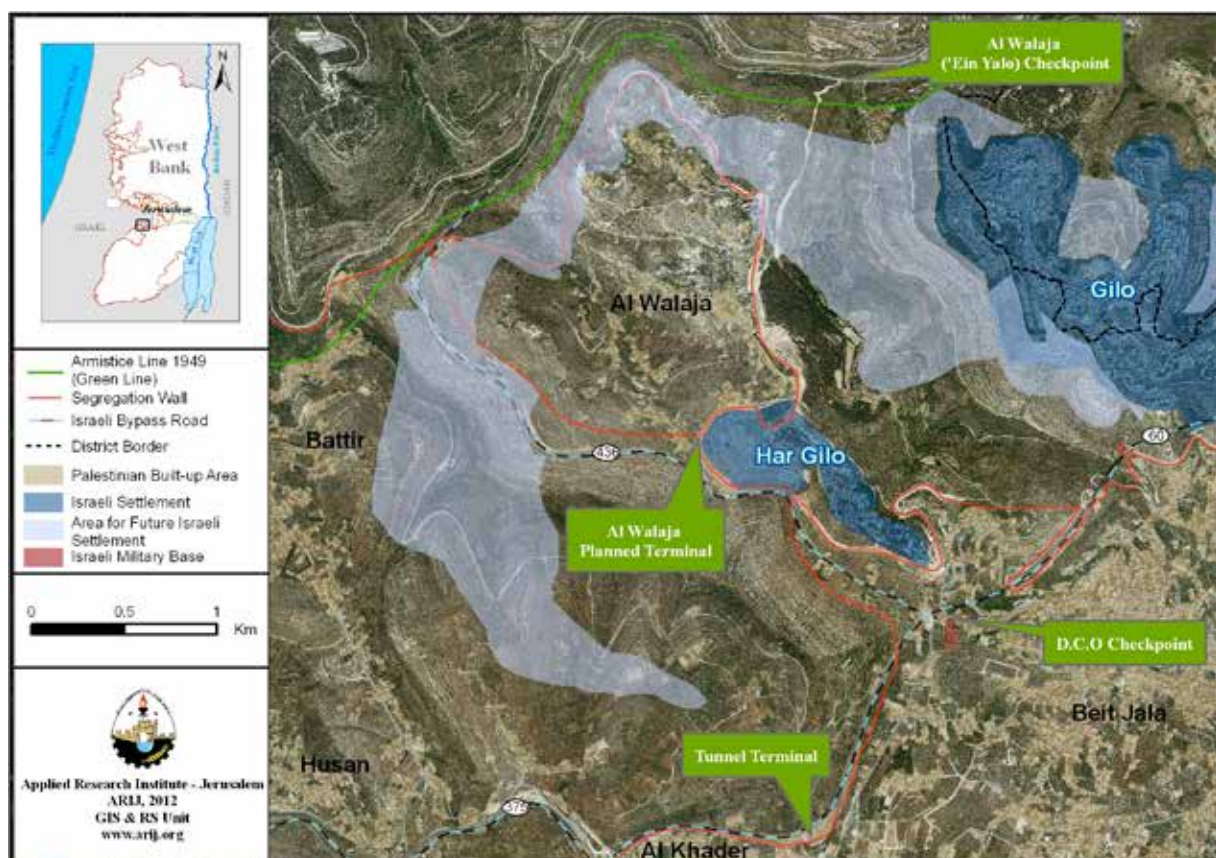 N
West
Bank
Jerusalem
ISRAEL
Armistice Line 1949
(Green Line)
Segregation Wall
Israeli Bypass Road
District Border
Palestinian Built-up Area
Israeli Settlement
Area for Future Israeli
Settlement
Israeli Military Base
0 0.5 1
Km
Applied Research Institute - Jerusalem
ARIJ, 2012
GIS & RS Unit
www.arij.org
Al Walaja
('Ein Yalo) Checkpoint
Al Walaja
Gilo
Battir
436
Har Gilo
60
Al Walaja
Planned Terminal
D.C.O Checkpoint
Beit Jala
Tunnel Terminal
Husan
375
Al Khader